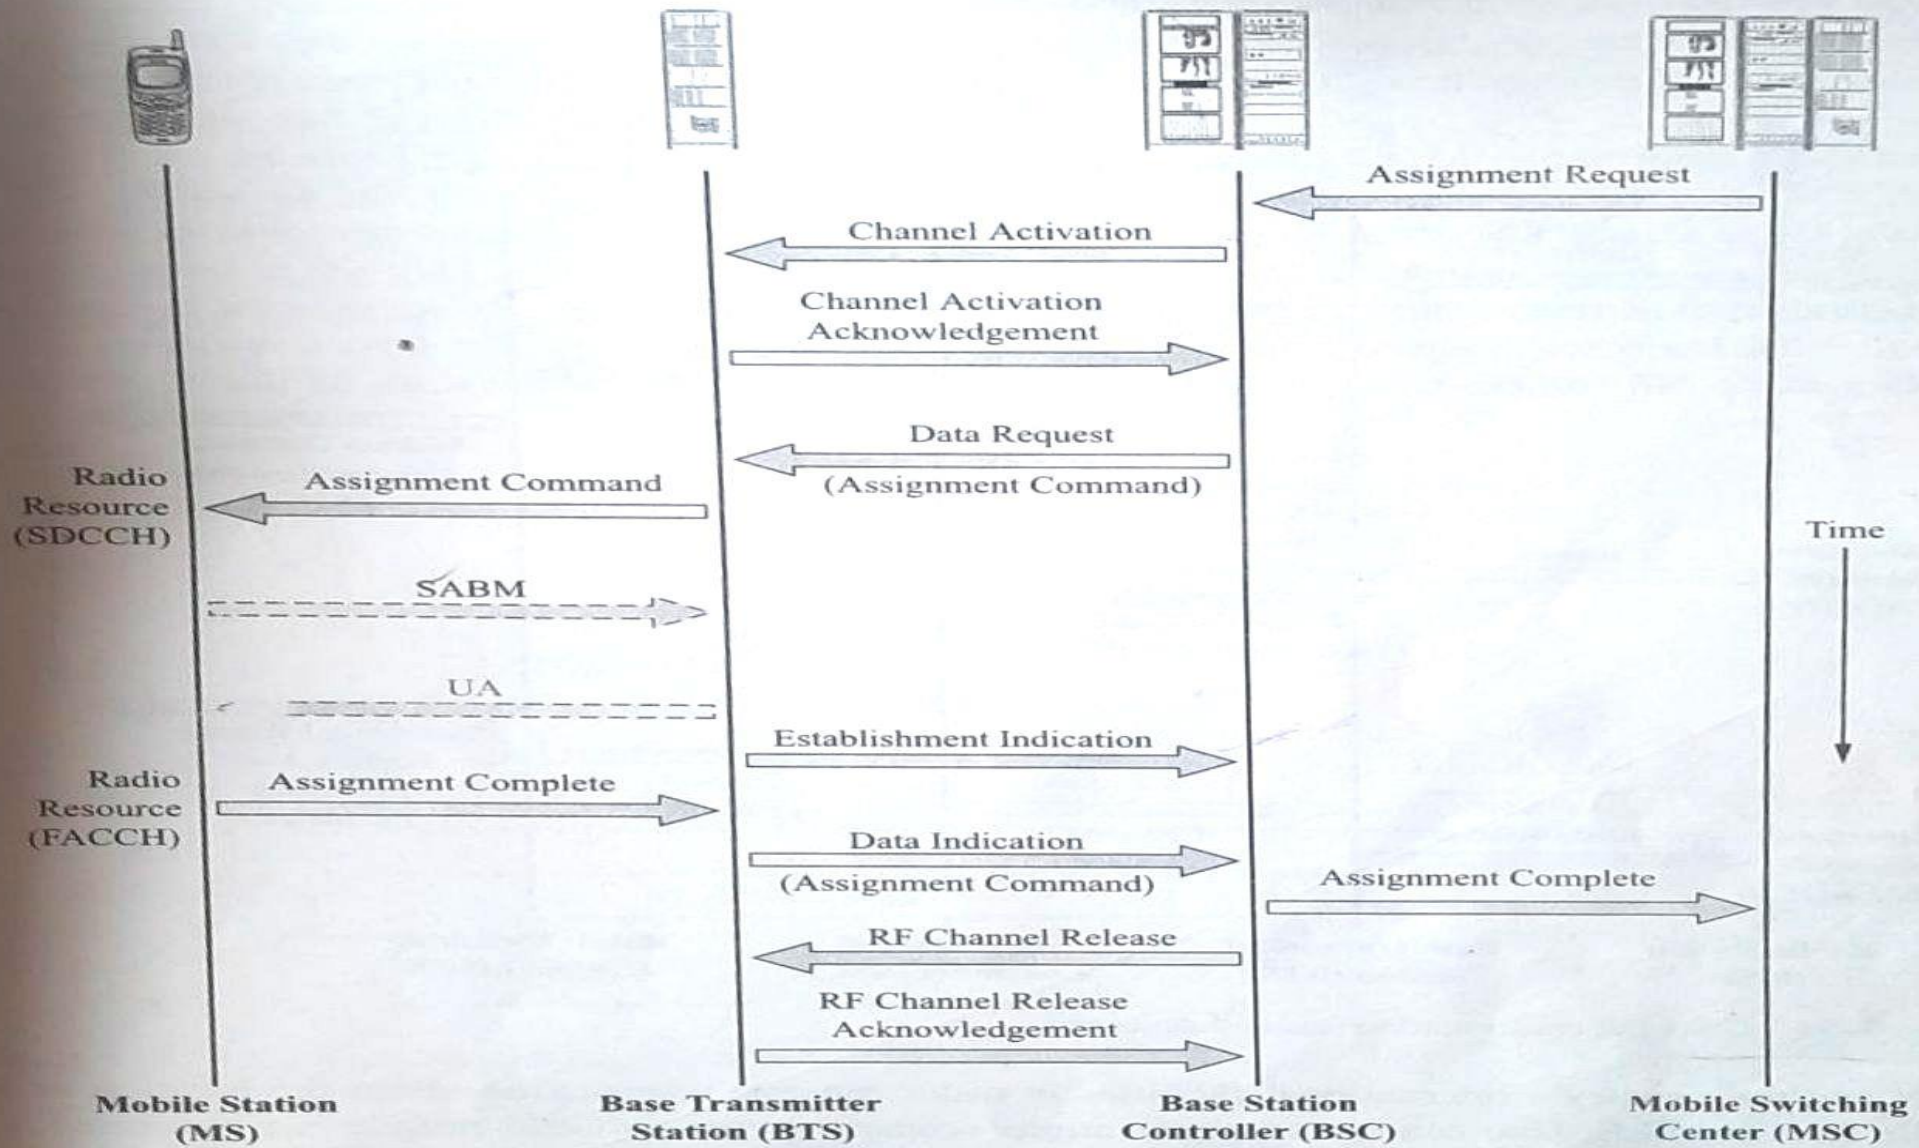 Assignment Request
Channel Activation
Channel Activation
Acknowledgement
Data Request
(Assignment Command)
Radio
Resource
(SDCCH)
Assignment Command
Time
SABM
UA
Establishment Indication
Radio
Resource
(FACCH)
Assignment Complete
Data Indication
(Assignment Command)
Assignment Complete
RF Channel Release
RF Channel Release
Acknowledgement
Mobile Station
(MS)
Base Transmitter
Station (BTS)
Base Station
Controller (BSC)
Mobile Switching
Center (MSC)